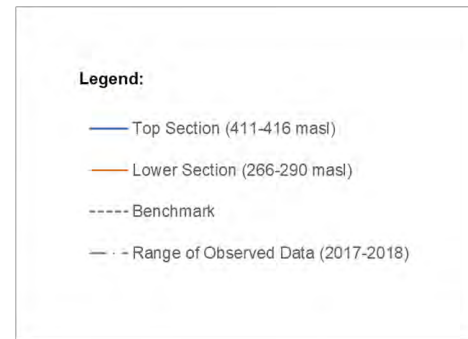 Legend:
Top Section (411-416 masl)
Lower Section (266-290 masl)
Benchmark
Range of Observed Data (2017-2018)